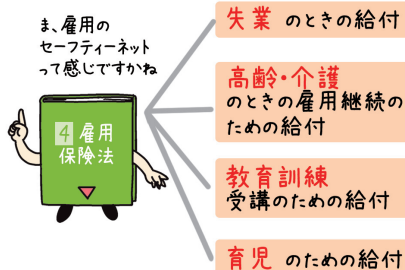 ま、雇用の
セーフティーネット
って感じですかね
4 雇用
保険法
失業 のときの給付
高齢・介護
のときの雇用継続の
ための給付
教育訓練
受講のための給付
育児 のための給付